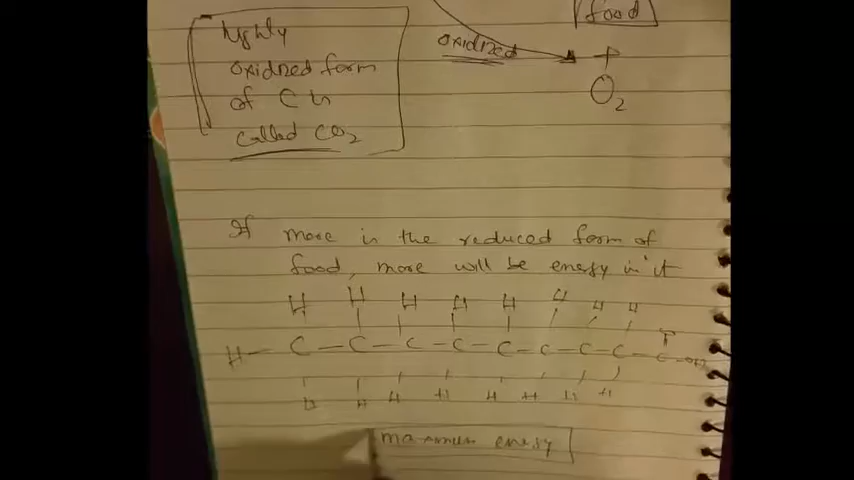 food
highly
oxidized
oxidized form
of C is
called CO2
+
O2
If more is the reduced form of
food, more will be energy in it
H H H H H H H H
H - C - C - C - C - C - C - C - C - C - OH
H H H H H H H H
maximum energy